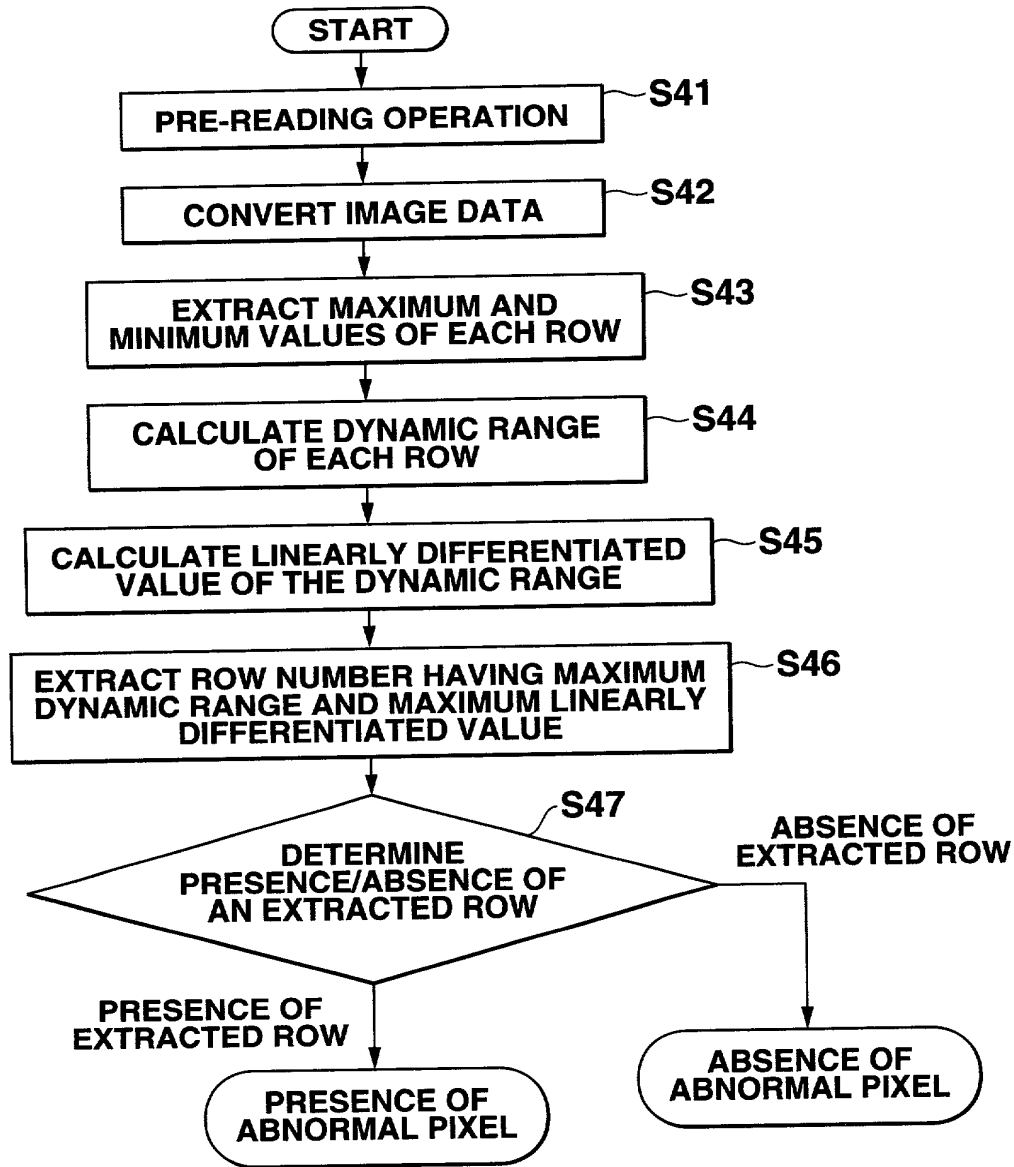 START
PRE-READING OPERATION
S41
CONVERT IMAGE DATA
S42
EXTRACT MAXIMUM AND
MINIMUM VALUES OF EACH ROW
S43
CALCULATE DYNAMIC RANGE
OF EACH ROW
S44
CALCULATE LINEARLY DIFFERENTIATED
VALUE OF THE DYNAMIC RANGE
S45
EXTRACT ROW NUMBER HAVING MAXIMUM
DYNAMIC RANGE AND MAXIMUM LINEARLY
DIFFERENTIATED VALUE
S46
DETERMINE
PRESENCE/ABSENCE OF
AN EXTRACTED ROW
S47
ABSENCE OF
EXTRACTED ROW
PRESENCE OF
EXTRACTED ROW
PRESENCE OF
ABNORMAL PIXEL
ABSENCE OF
ABNORMAL PIXEL